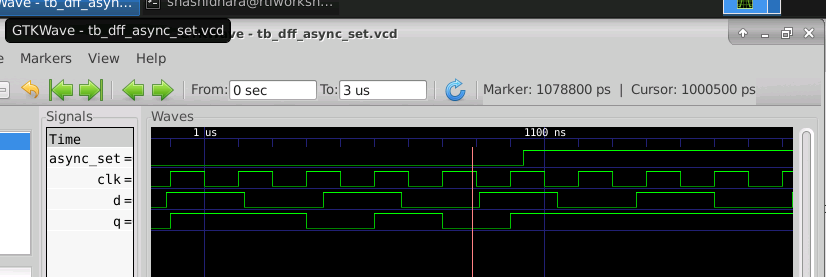 Wave - tb_dff_asyn...
shashidhara@rtlworksh...
GTKWave - tb_dff_async_set.vcd
ave - tb_dff_async_set.vcd
e Markers View Help
From: 0 sec To: 3 us Marker: 1078800 ps | Cursor: 1000500 ps
Signals Waves
Time
1 us 1100 ns
async_set =
clk =
d =
q =